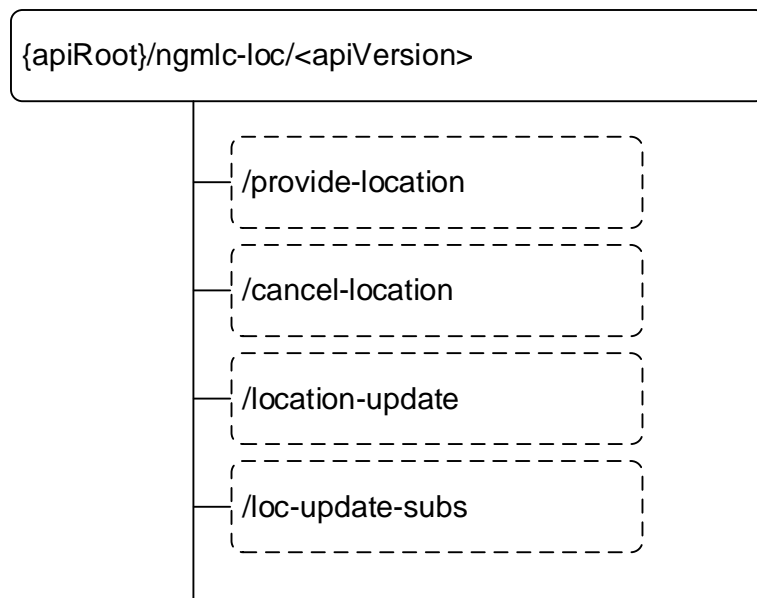 {apiRoot}/ngmlc-loc/<apiVersion>
/provide-location
/cancel-location
/location-update
/loc-update-subs